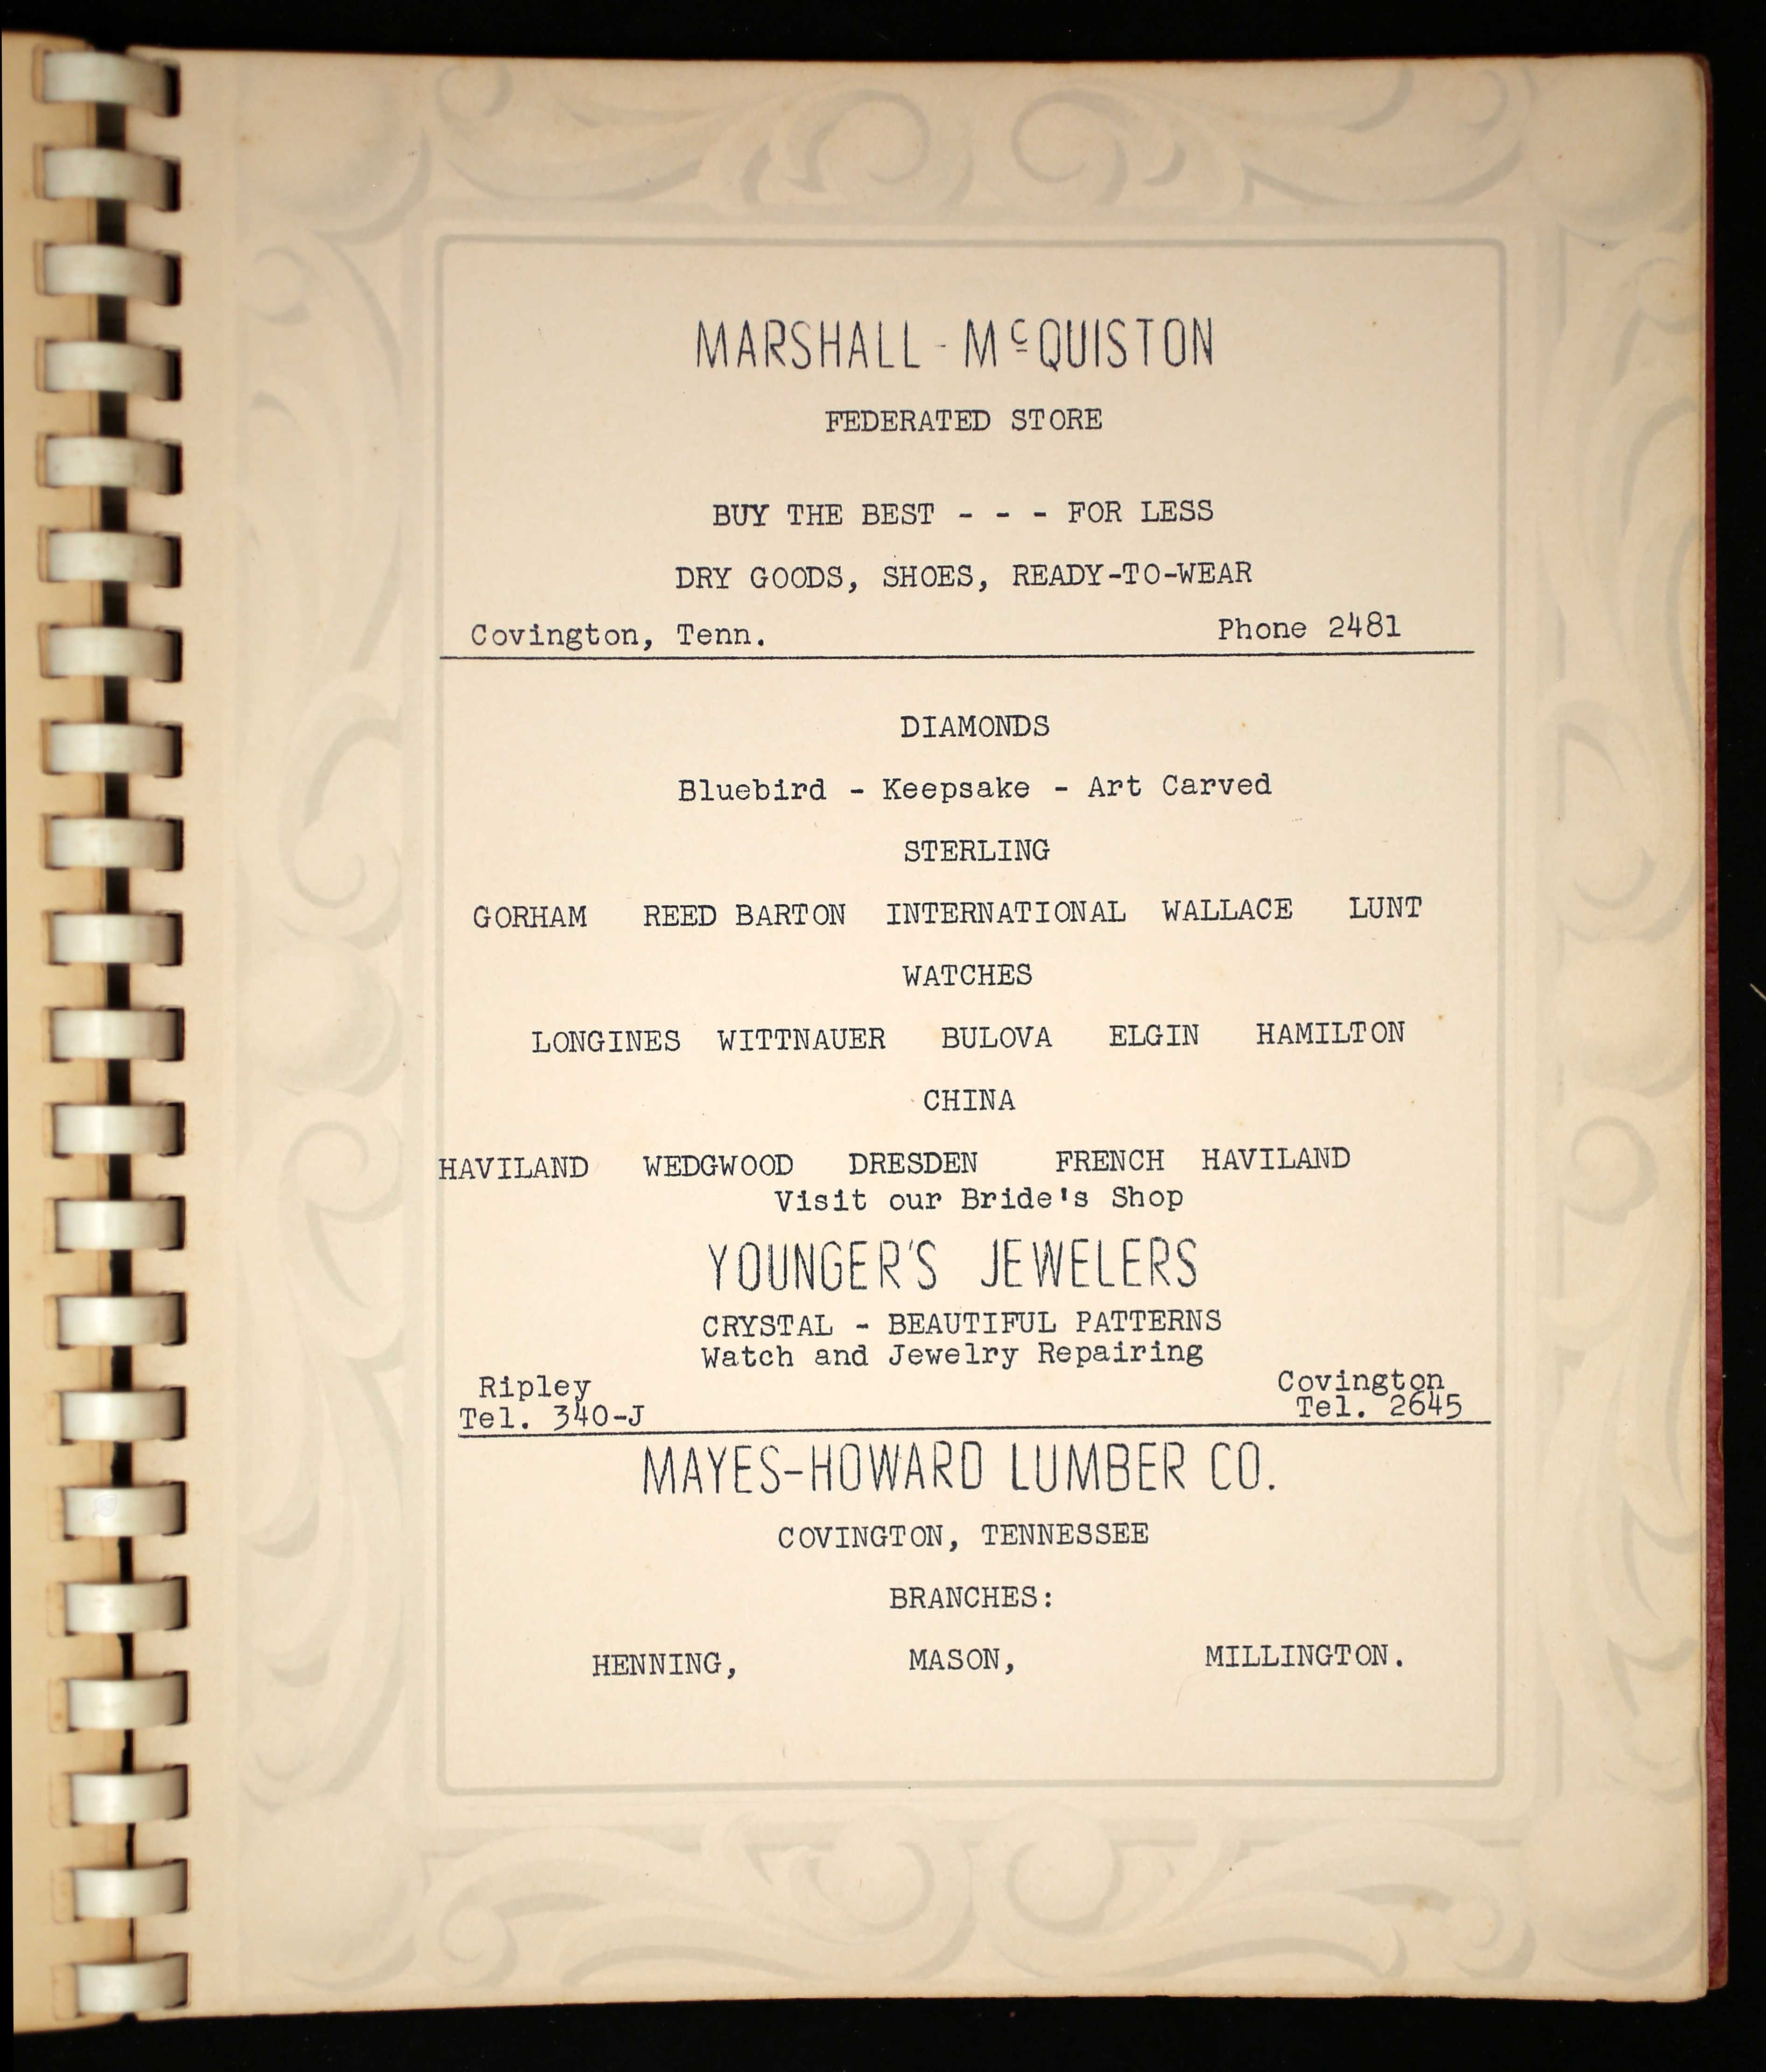 MARSHALL - McQUISTON
FEDERATED STORE
BUY THE BEST - - - FOR LESS
DRY GOODS, SHOES, READY-TO-WEAR
Covington, Tenn. Phone 2481
DIAMONDS
Bluebird - Keepsake - Art Carved
STERLING
GORHAM REED BARTON INTERNATIONAL WALLACE LUNT
WATCHES
LONGINES WITTNAUER BULOVA ELGIN HAMILTON
CHINA
HAVILAND WEDGWOOD DRESDEN FRENCH HAVILAND
Visit our Bride's Shop
YOUNGER'S JEWELERS
CRYSTAL - BEAUTIFUL PATTERNS
Watch and Jewelry Repairing
Ripley Covington
Tel. 340-J Tel. 2645
MAYES-HOWARD LUMBER CO.
COVINGTON, TENNESSEE
BRANCHES:
HENNING, MASON, MILLINGTON.